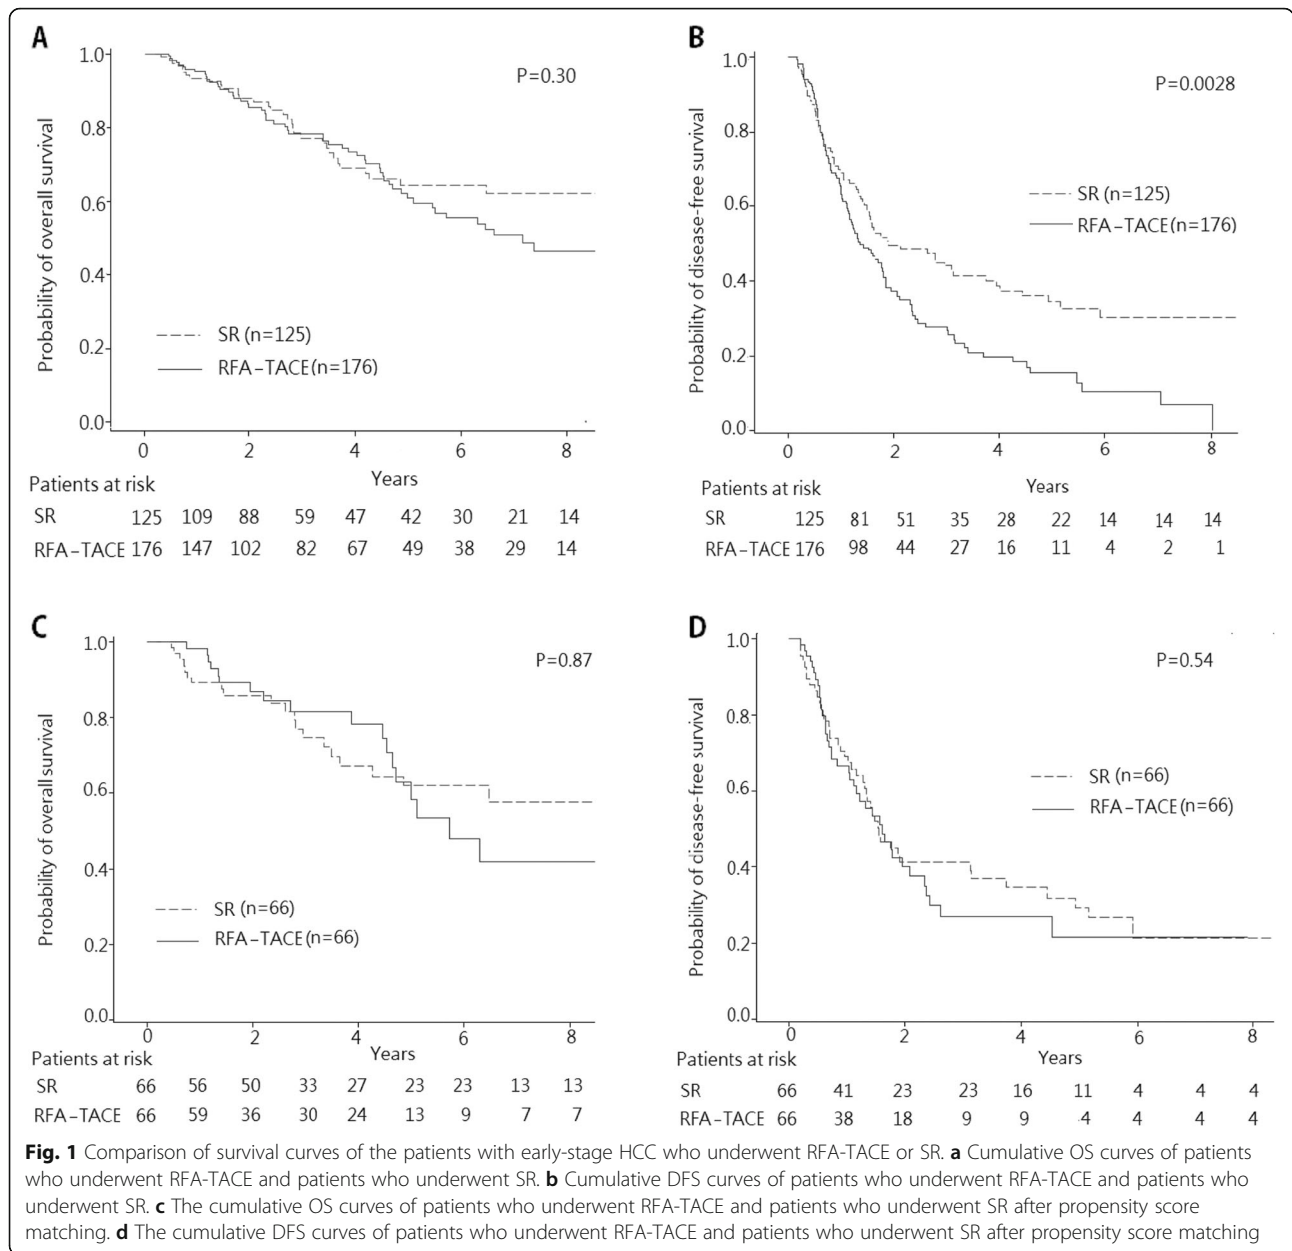 A
P=0.30
Probability of overall survival
1.0
0.8
0.6
0.4
0.2
0.0
SR (n=125)
RFA-TACE(n=176)
0 2 4 6 8
Years
Patients at risk
SR 125 109 88 59 47 42 30 21 14
RFA-TACE 176 147 102 82 67 49 38 29 14
B
P=0.0028
Probability of disease-free survival
1.0
0.8
0.6
0.4
0.2
0.0
SR (n=125)
RFA-TACE(n=176)
0 2 4 6 8
Years
Patients at risk
SR 125 81 51 35 28 22 14 14 14
RFA-TACE 176 98 44 27 16 11 4 2 1
C
P=0.87
Probability of overall survival
1.0
0.8
0.6
0.4
0.2
0.0
SR (n=66)
RFA-TACE(n=66)
0 2 4 6 8
Years
Patients at risk
SR 66 56 50 33 27 23 23 13 13
RFA-TACE 66 59 36 30 24 13 9 7 7
D
P=0.54
Probability of disease-free survival
1.0
0.8
0.6
0.4
0.2
0.0
SR (n=66)
RFA-TACE(n=66)
0 2 4 6 8
Years
Patients at risk
SR 66 41 23 23 16 11 4 4 4
RFA-TACE 66 38 18 9 9 4 4 4 4
Fig. 1 Comparison of survival curves of the patients with early-stage HCC who underwent RFA-TACE or SR. a Cumulative OS curves of patients
who underwent RFA-TACE and patients who underwent SR. b Cumulative DFS curves of patients who underwent RFA-TACE and patients who
underwent SR. c The cumulative OS curves of patients who underwent RFA-TACE and patients who underwent SR after propensity score
matching. d The cumulative DFS curves of patients who underwent RFA-TACE and patients who underwent SR after propensity score matching